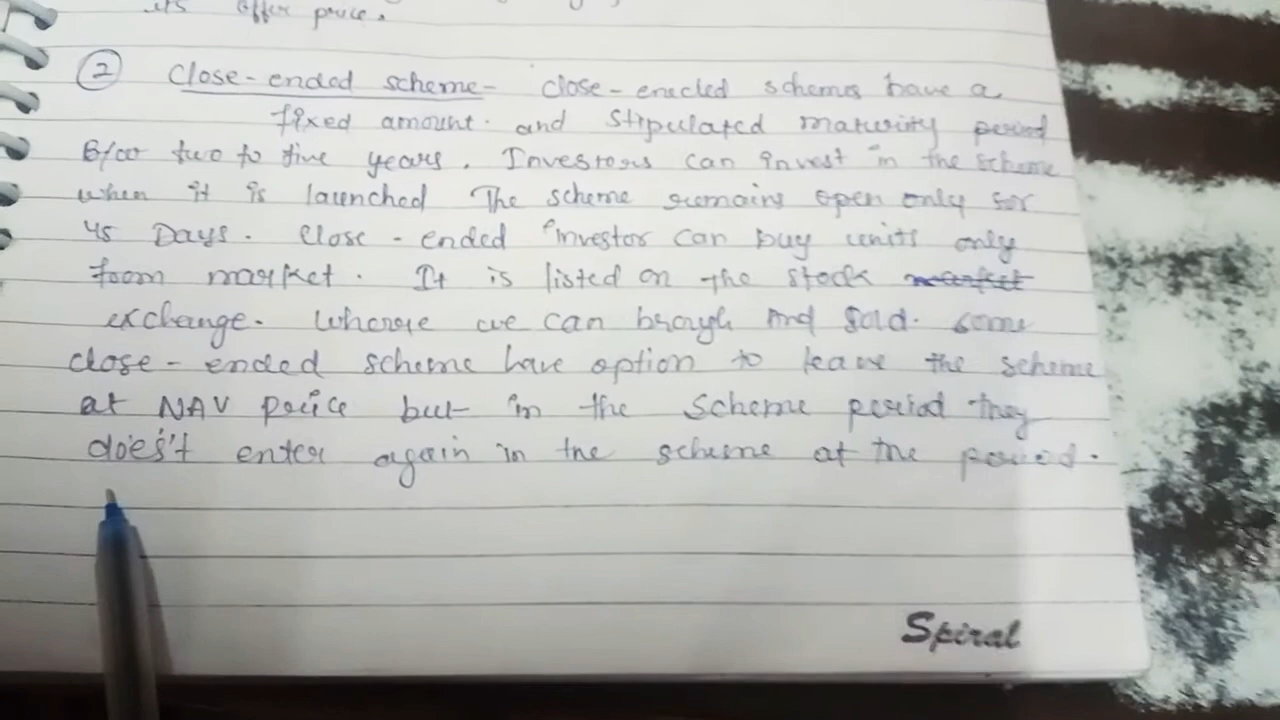 its offer price.
② Close-ended scheme - close-enecled schemes have a
fixed amount. and Stipulated maturity period
B/w two to five years. Investors can invest in the scheme
when it is launched The scheme remains open only for
45 Days. Close - ended investor can buy units only
from market. It is listed on the stock market
exchange. Where we can brough And Sold. some
close - ended scheme have option to leave the scheme
at NAV price but in the scheme period they
does't enter again in the scheme at the period.
Spiral